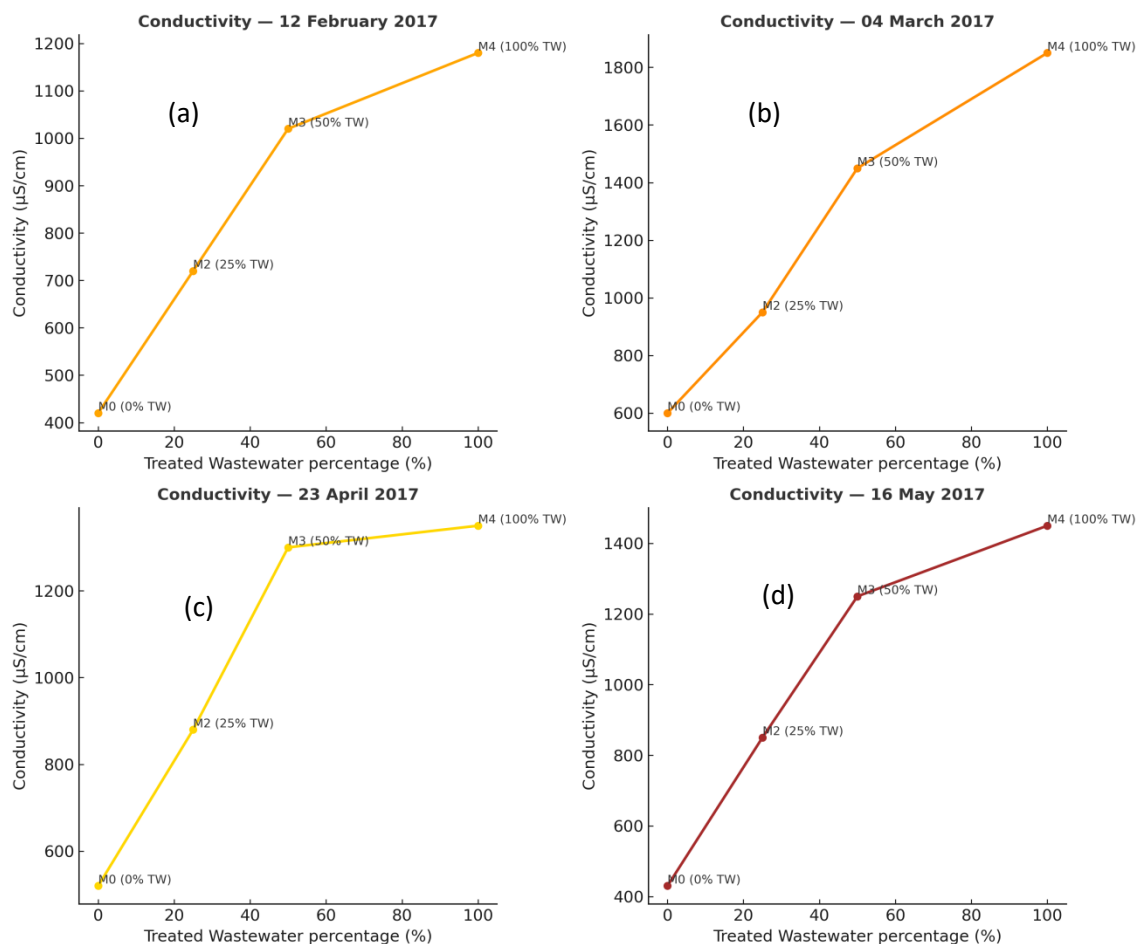 Conductivity — 12 February 2017
1200
1100
1000
900
800
700
600
500
400
Conductivity (µS/cm)
(a)
M4 (100% TW)
M3 (50% TW)
M2 (25% TW)
M0 (0% TW)
0 20 40 60 80 100
Treated Wastewater percentage (%)
Conductivity — 04 March 2017
1800
1600
1400
1200
1000
800
600
Conductivity (µS/cm)
(b)
M4 (100% TW)
M3 (50% TW)
M2 (25% TW)
M0 (0% TW)
0 20 40 60 80 100
Treated Wastewater percentage (%)
Conductivity — 23 April 2017
1200
1000
800
600
Conductivity (µS/cm)
(c)
M4 (100% TW)
M3 (50% TW)
M2 (25% TW)
M0 (0% TW)
0 20 40 60 80 100
Treated Wastewater percentage (%)
Conductivity — 16 May 2017
1400
1200
1000
800
600
400
Conductivity (µS/cm)
(d)
M4 (100% TW)
M3 (50% TW)
M2 (25% TW)
M0 (0% TW)
0 20 40 60 80 100
Treated Wastewater percentage (%)